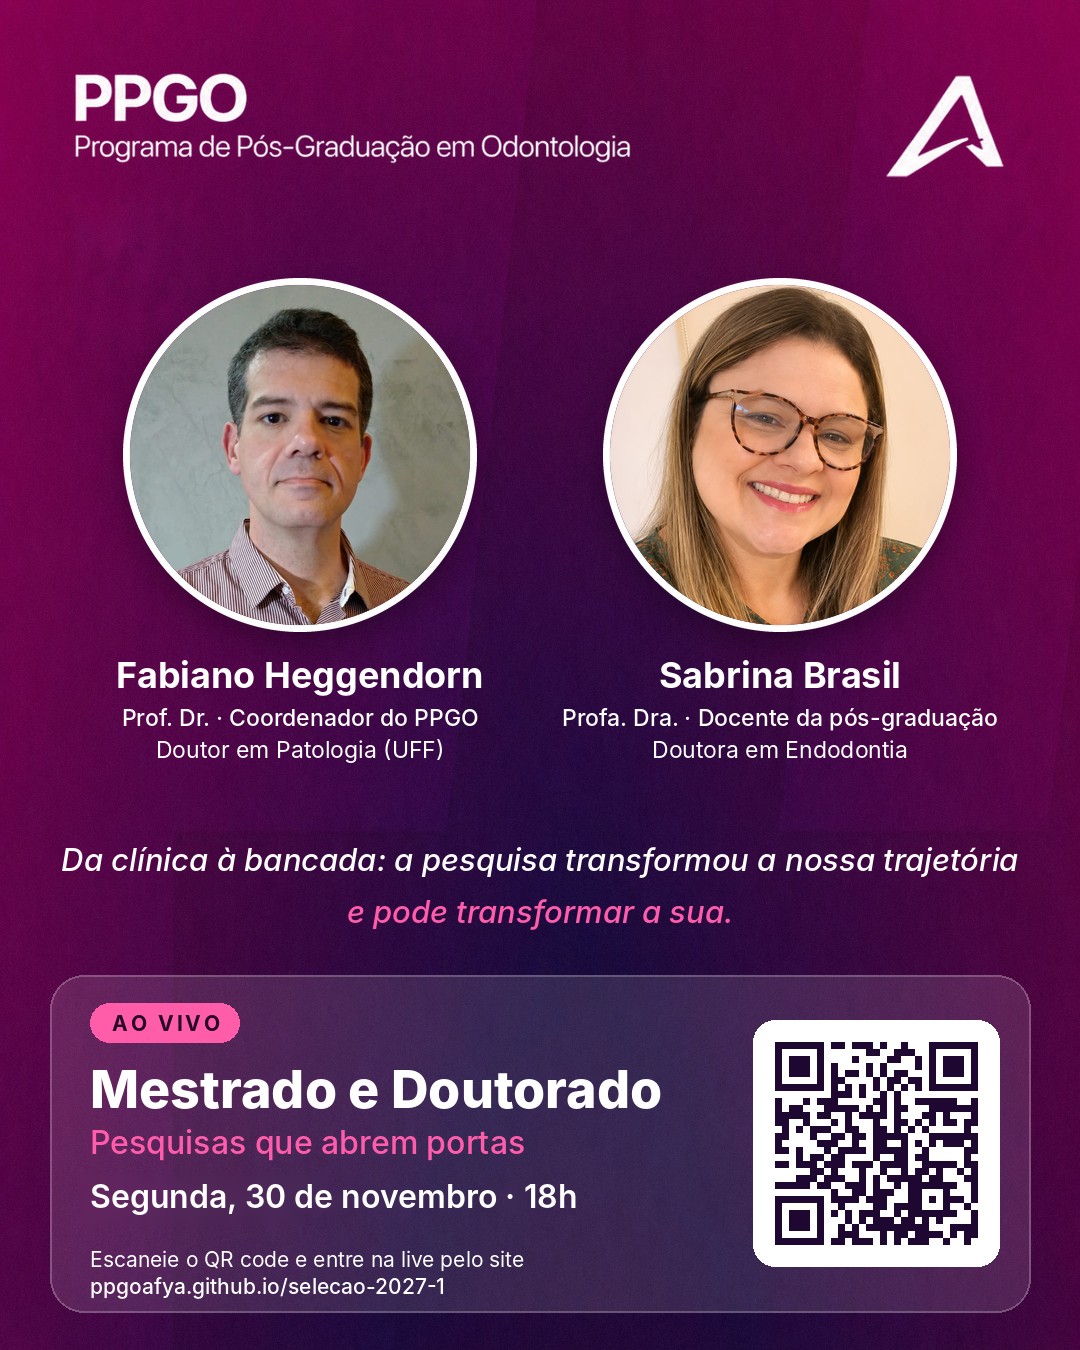 PPGO
Programa de Pós-Graduação em Odontologia
Fabiano Heggendorn
Prof. Dr. · Coordenador do PPGO
Doutor em Patologia (UFF)
Sabrina Brasil
Profa. Dra. · Docente da pós-graduação
Doutora em Endodontia
Da clínica à bancada: a pesquisa transformou a nossa trajetória
e pode transformar a sua.
AO VIVO
Mestrado e Doutorado
Pesquisas que abrem portas
Segunda, 30 de novembro · 18h
Escaneie o QR code e entre na live pelo site
ppgoafya.github.io/selecao-2027-1